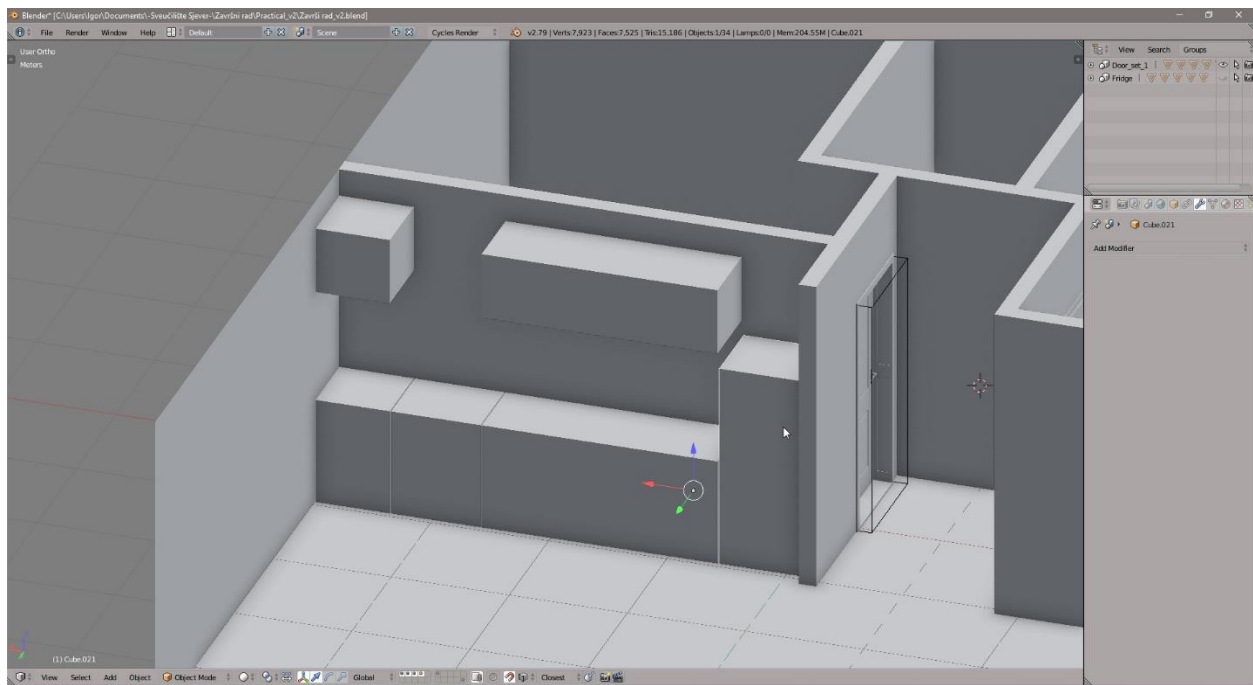 Blender* [C:\Users\Igor\Documents\-Sveučilište Sjever-\Završni rad\Practical_v2\Završi rad_v2.blend]
File Render Window Help Default Scene Cycles Render v2.79 | Verts:7,923 | Faces:7,525 | Tris:15,186 | Objects:1/34 | Lamps:0/0 | Mem:204.55M | Cube.021
User Ortho
Meters
View Search Groups
Door_set_1
Fridge
Cube.021
Add Modifier
(1) Cube.021
View Select Add Object Object Mode Global Closest